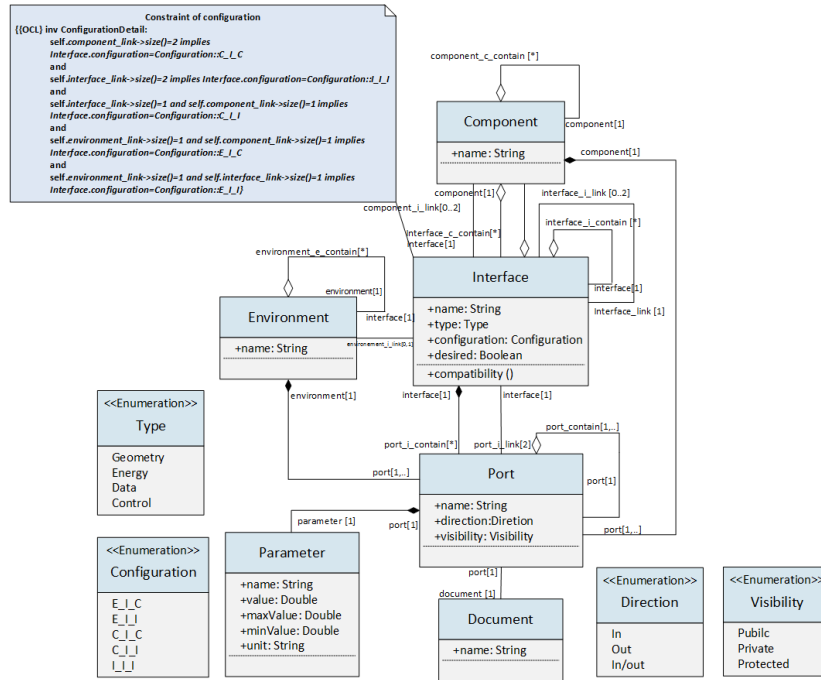 Constraint of configuration
{{OCL} inv ConfigurationDetail:
self.component_link->size()=2 implies
Interface.configuration=Configuration::C_I_C
and
self.interface_link->size()=2 implies Interface.configuration=Configuration::I_I_I
and
self.interface_link->size()=1 and self.component_link->size()=1 implies
Interface.configuration=Configuration::C_I_I
and
self.environment_link->size()=1 and self.component_link->size()=1 implies
Interface.configuration=Configuration::E_I_C
and
self.environment_link->size()=1 and self.interface_link->size()=1 implies
Interface.configuration=Configuration::E_I_I}
component_c_contain [*]
Component
component[1]
+name: String
component[1]
component[1]
interface_i_link[0..2]
component_i_link[0..2]
interface_i_contain [*]
Interface_c_contain[*]
interface[1]
environment_e_contain[*]
environment[1]
Environment
+name: String
interface[1]
environement_i_link[0,1]
Interface
+name: String
+type: Type
+configuration: Configuration
+desired: Boolean
+compatibility ()
interface[1]
Interface_link [1]
environment[1]
interface[1]
interface[1]
port_i_contain[*]
port_i_link[2]
port_contain[1,..]
port[1,..]
port[1]
port[1,..]
Port
+name: String
+direction:Diretion
+visibility: Visibility
<<Enumeration>>
Type
Geometry
Energy
Data
Control
parameter [1]
port[1]
Parameter
+name: String
+value: Double
+maxValue: Double
+minValue: Double
+unit: String
port[1]
document [1]
Document
+name: String
<<Enumeration>>
Configuration
E_I_C
E_I_I
C_I_C
C_I_I
I_I_I
<<Enumeration>>
Direction
In
Out
In/out
<<Enumeration>>
Visibility
Pubilc
Private
Protected